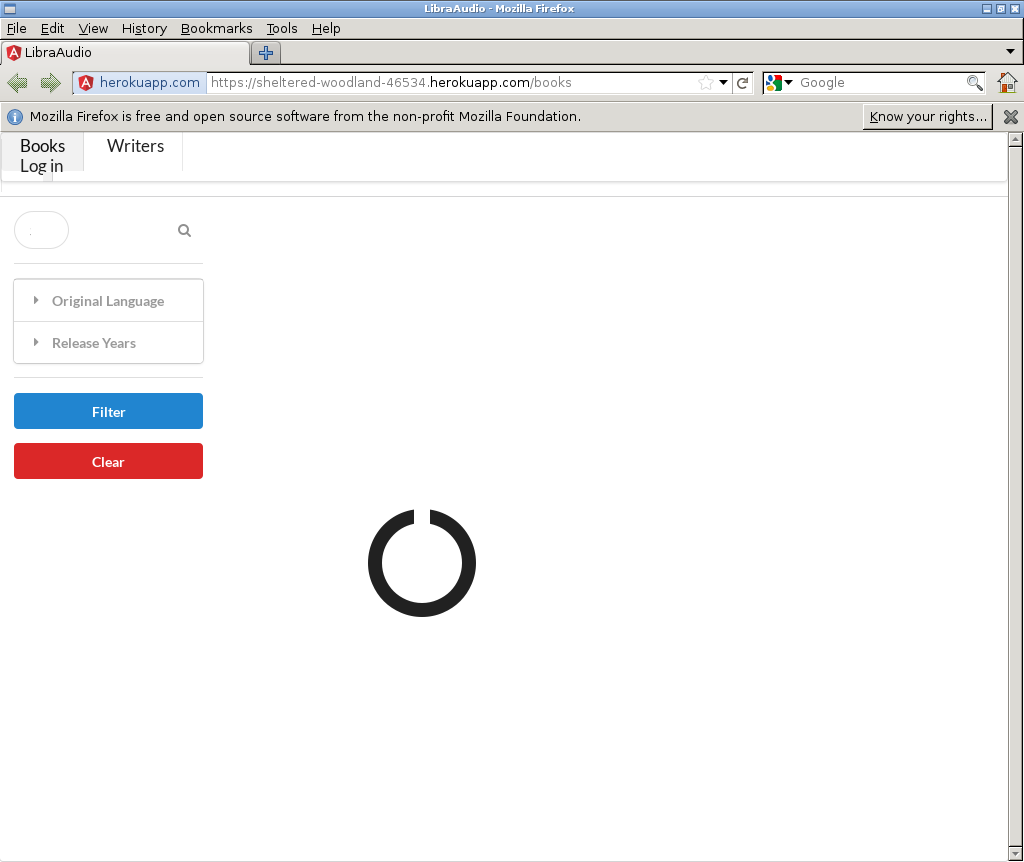 LibraAudio - Mozilla Firefox
File Edit View History Bookmarks Tools Help
LibraAudio
herokuapp.com https://sheltered-woodland-46534.herokuapp.com/books Google
Mozilla Firefox is free and open source software from the non-profit Mozilla Foundation. Know your rights...
Books Writers
Log in
Original Language
Release Years
Filter
Clear